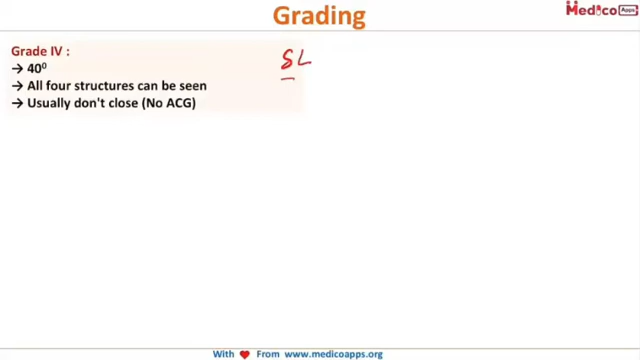 Grading
Medico Apps
Grade IV :
→ 40⁰
→ All four structures can be seen
→ Usually don't close (No ACG)
SL
With ♥ From www.medicoapps.org